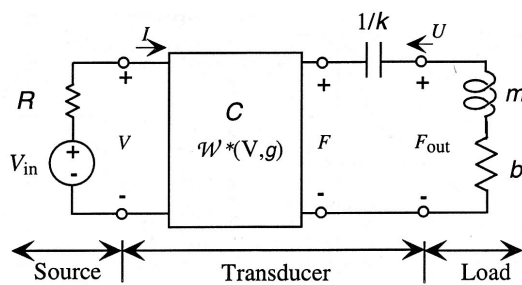 1/k
I
U
+
+
+
R
C
m
V_in
+
-
V
𝒲*(V,g)
F
F_out
b
-
-
-
Source
Transducer
Load